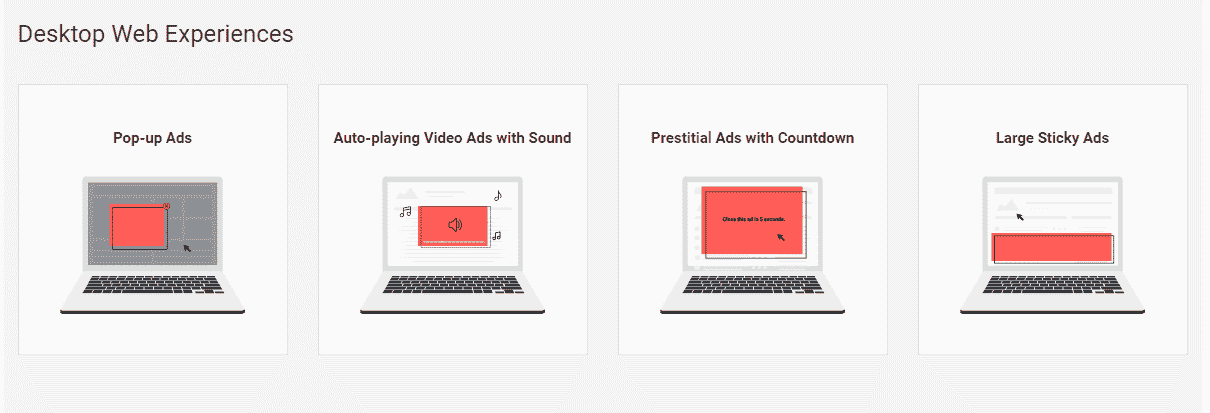 Desktop Web Experiences
Pop-up Ads
Auto-playing Video Ads with Sound
Prestitial Ads with Countdown
Large Sticky Ads
Close this ad in 5 seconds.